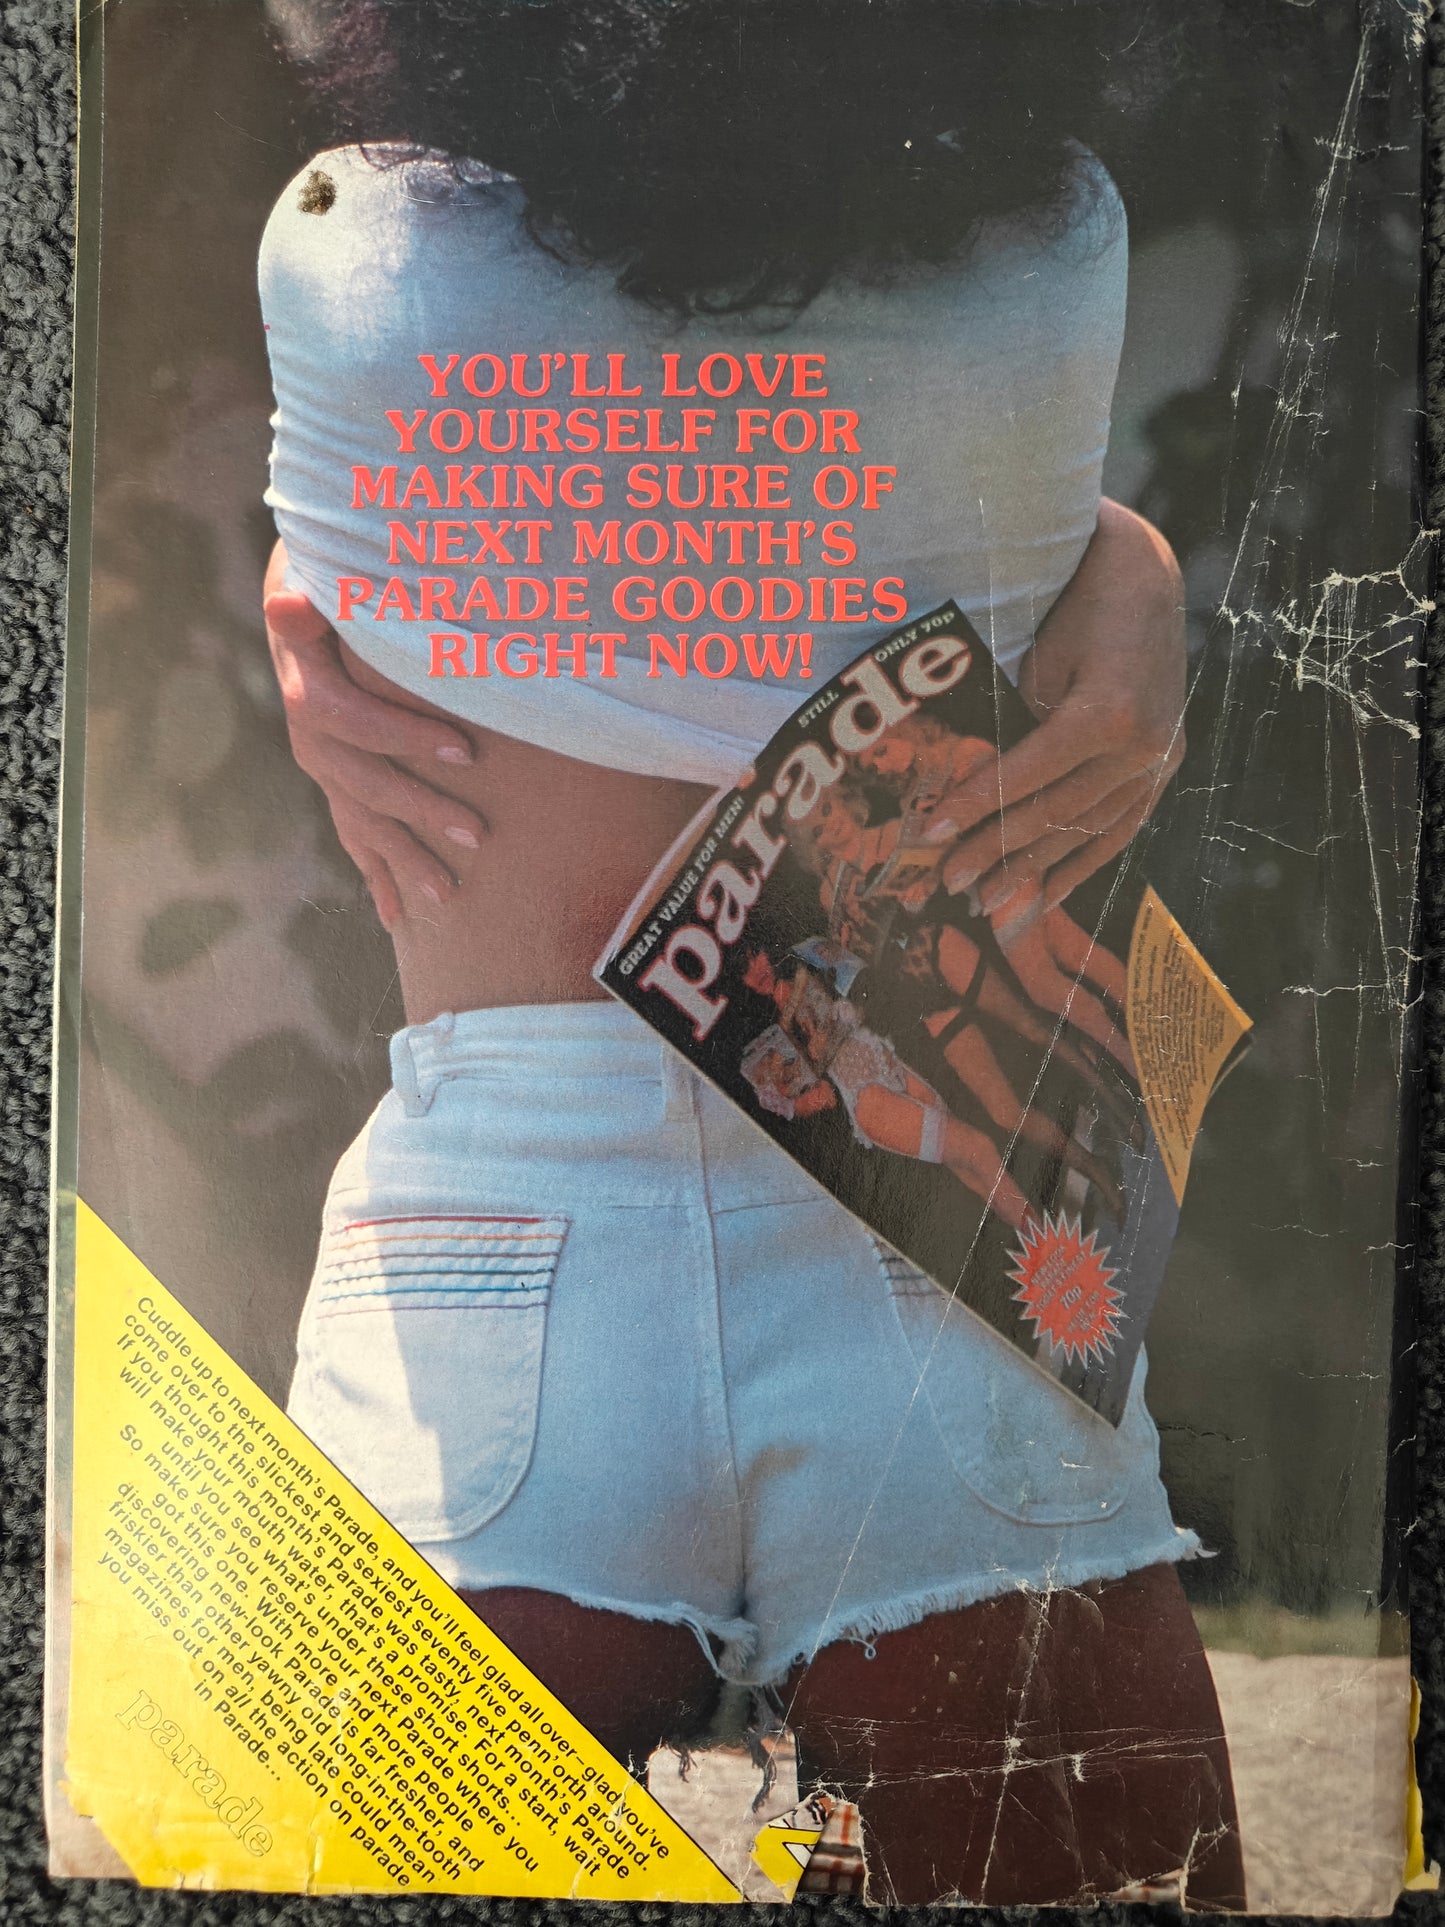 YOU'LL LOVE
YOURSELF FOR
MAKING SURE OF
NEXT MONTH'S
PARADE GOODIES
RIGHT NOW!
STILL ONLY 70p
GREAT VALUE FOR MEN!
parade
70p
Cuddle up to next month's Parade, and you'll feel glad all over–glad you've
come over to the slickest and sexiest seventy five penn'orth around.
If you thought this month's Parade was tasty, next month's Parade
will make your mouth water, that's a promise. For a start, wait
until you see what's under these short shorts...
So make sure you reserve your next Parade where you
got this one. With more and more people
discovering new-look Parade is far fresher, and
friskier than other yawny old long-in-the-tooth
magazines for men, being late could mean
you miss out on all the action on parade
in Parade...
parade